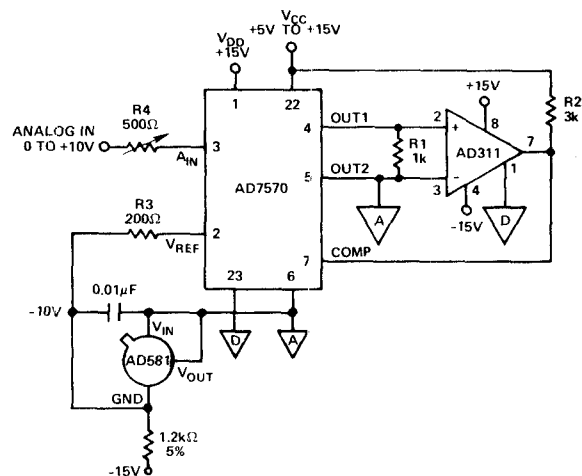 V_DD
+15V
V_CC
+5V TO +15V
+15V
R2
3k
1
22
ANALOG IN
0 TO +10V
R4
500Ω
A_IN
3
4
OUT1
2
+
8
7
R1
1k
AD311
AD7570
5
OUT2
3
–
4
1
-15V
A
D
R3
200Ω
V_REF
2
7
COMP
23
6
0.01μF
-10V
V_IN
D
A
AD581
V_OUT
GND
1.2kΩ
5%
-15V